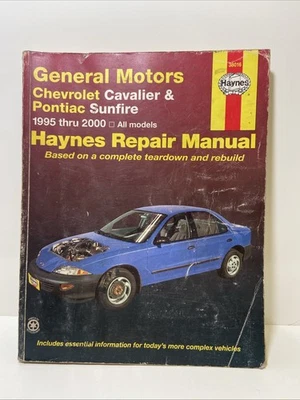 Haynes
General Motors
Chevrolet Cavalier &
Pontiac Sunfire
1995 thru 2000 □ All models
Haynes Repair Manual
Based on a complete teardown and rebuild
Includes essential information for today's more complex vehicles